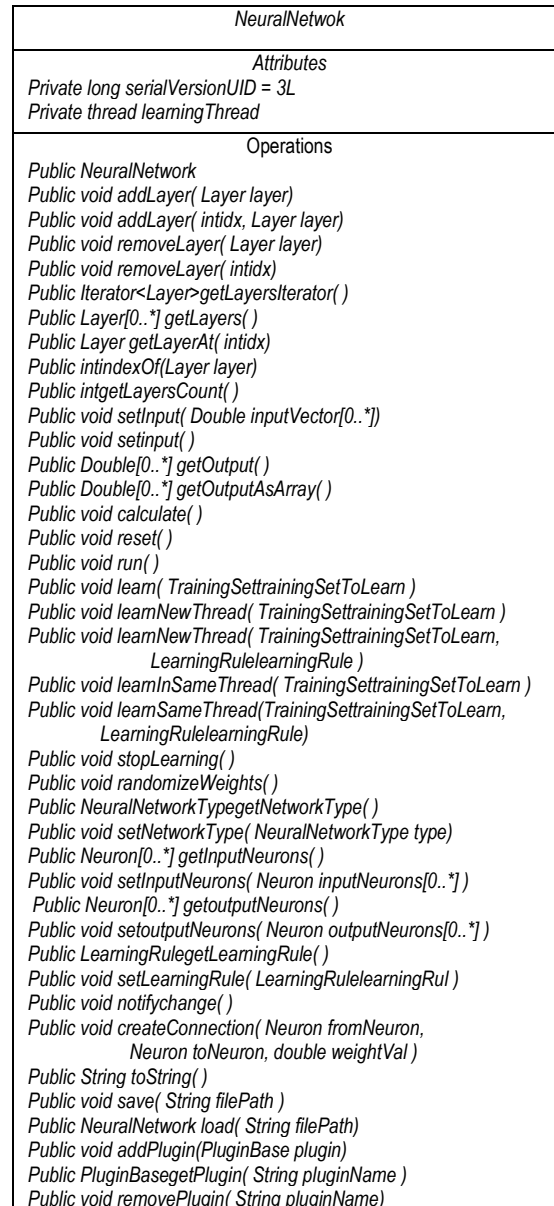 NeuralNetwok
Attributes
Private long serialVersionUID = 3L
Private thread learningThread
Operations
Public NeuralNetwork
Public void addLayer( Layer layer)
Public void addLayer( intidx, Layer layer)
Public void removeLayer( Layer layer)
Public void removeLayer( intidx)
Public Iterator<Layer>getLayersIterator( )
Public Layer[0..*] getLayers( )
Public Layer getLayerAt( intidx)
Public intindexOf(Layer layer)
Public intgetLayersCount( )
Public void setInput( Double inputVector[0..*])
Public void setinput( )
Public Double[0..*] getOutput( )
Public Double[0..*] getOutputAsArray( )
Public void calculate( )
Public void reset( )
Public void run( )
Public void learn( TrainingSettrainingSetToLearn )
Public void learnNewThread( TrainingSettrainingSetToLearn )
Public void learnNewThread( TrainingSettrainingSetToLearn,
LearningRulelearningRule )
Public void learnInSameThread( TrainingSettrainingSetToLearn )
Public void learnSameThread(TrainingSettrainingSetToLearn,
LearningRulelearningRule)
Public void stopLearning( )
Public void randomizeWeights( )
Public NeuralNetworkTypegetNetworkType( )
Public void setNetworkType( NeuralNetworkType type)
Public Neuron[0..*] getInputNeurons( )
Public void setInputNeurons( Neuron inputNeurons[0..*] )
Public Neuron[0..*] getoutputNeurons( )
Public void setoutputNeurons( Neuron outputNeurons[0..*] )
Public LearningRulegetLearningRule( )
Public void setLearningRule( LearningRulelearningRul )
Public void notifychange( )
Public void createConnection( Neuron fromNeuron,
Neuron toNeuron, double weightVal )
Public String toString( )
Public void save( String filePath )
Public NeuralNetwork load( String filePath)
Public void addPlugin(PluginBase plugin)
Public PluginBasegetPlugin( String pluginName )
Public void removePlugin( String pluginName)